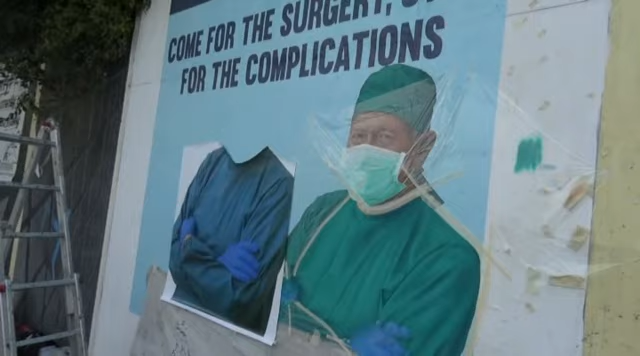 COME FOR THE SURGERY,
FOR THE COMPLICATIONS